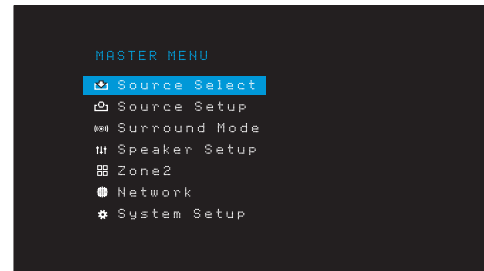 MASTER MENU
Source Select
Source Setup
Surround Mode
Speaker Setup
Zone2
Network
System Setup